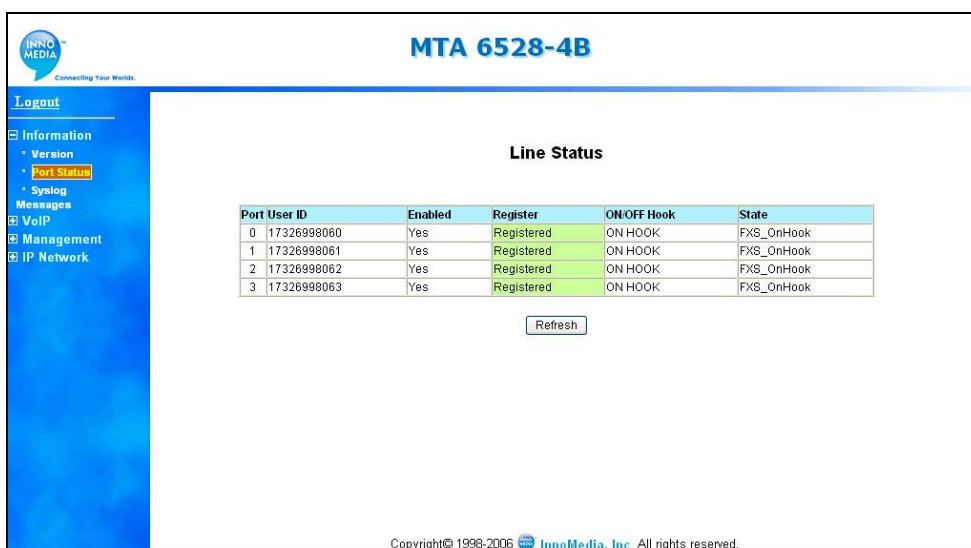 INNO
MEDIA
Connecting Your Worlds.
MTA 6528-4B
Logout
Information
Version
Port Status
Syslog
Messages
VoIP
Management
IP Network
Line Status
Port User ID Enabled Register ON/OFF Hook State
0 17326998060 Yes Registered ON HOOK FXS_OnHook
1 17326998061 Yes Registered ON HOOK FXS_OnHook
2 17326998062 Yes Registered ON HOOK FXS_OnHook
3 17326998063 Yes Registered ON HOOK FXS_OnHook
Refresh
Copyright© 1998-2006 InnoMedia, Inc. All rights reserved.